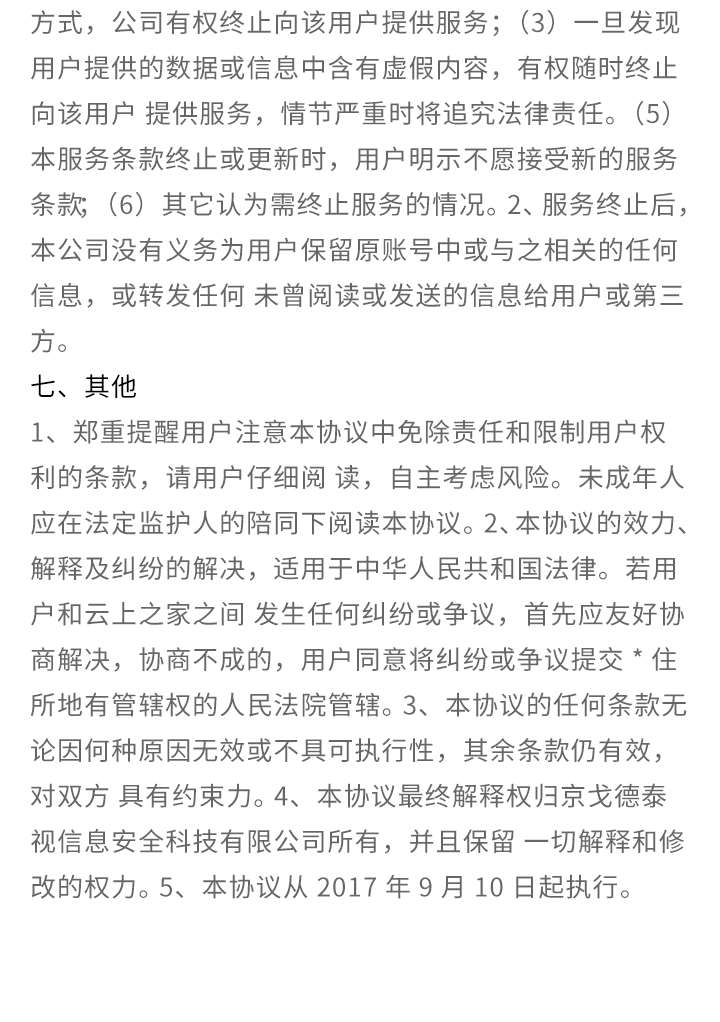 方式，公司有权终止向该用户提供服务；（3）一旦发现
用户提供的数据或信息中含有虚假内容，有权随时终止
向该用户 提供服务，情节严重时将追究法律责任。（5）
本服务条款终止或更新时，用户明示不愿接受新的服务
条款；（6）其它认为需终止服务的情况。2、服务终止后，
本公司没有义务为用户保留原账号中或与之相关的任何
信息，或转发任何 未曾阅读或发送的信息给用户或第三
方。
七、其他
1、郑重提醒用户注意本协议中免除责任和限制用户权
利的条款，请用户仔细阅 读，自主考虑风险。未成年人
应在法定监护人的陪同下阅读本协议。2、本协议的效力、
解释及纠纷的解决，适用于中华人民共和国法律。若用
户和云上之家之间 发生任何纠纷或争议，首先应友好协
商解决，协商不成的，用户同意将纠纷或争议提交 * 住
所地有管辖权的人民法院管辖。3、本协议的任何条款无
论因何种原因无效或不具可执行性，其余条款仍有效，
对双方 具有约束力。4、本协议最终解释权归京戈德泰
视信息安全科技有限公司所有，并且保留 一切解释和修
改的权力。5、本协议从 2017 年 9 月 10 日起执行。